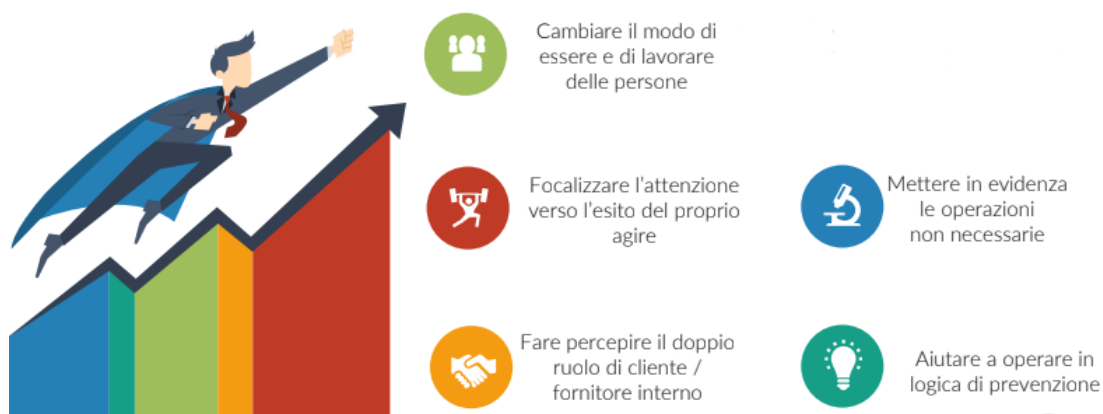 Cambiare il modo di
essere e di lavorare
delle persone
Focalizzare l'attenzione
verso l'esito del proprio
agire
Mettere in evidenza
le operazioni
non necessarie
Fare percepire il doppio
ruolo di cliente /
fornitore interno
Aiutare a operare in
logica di prevenzione